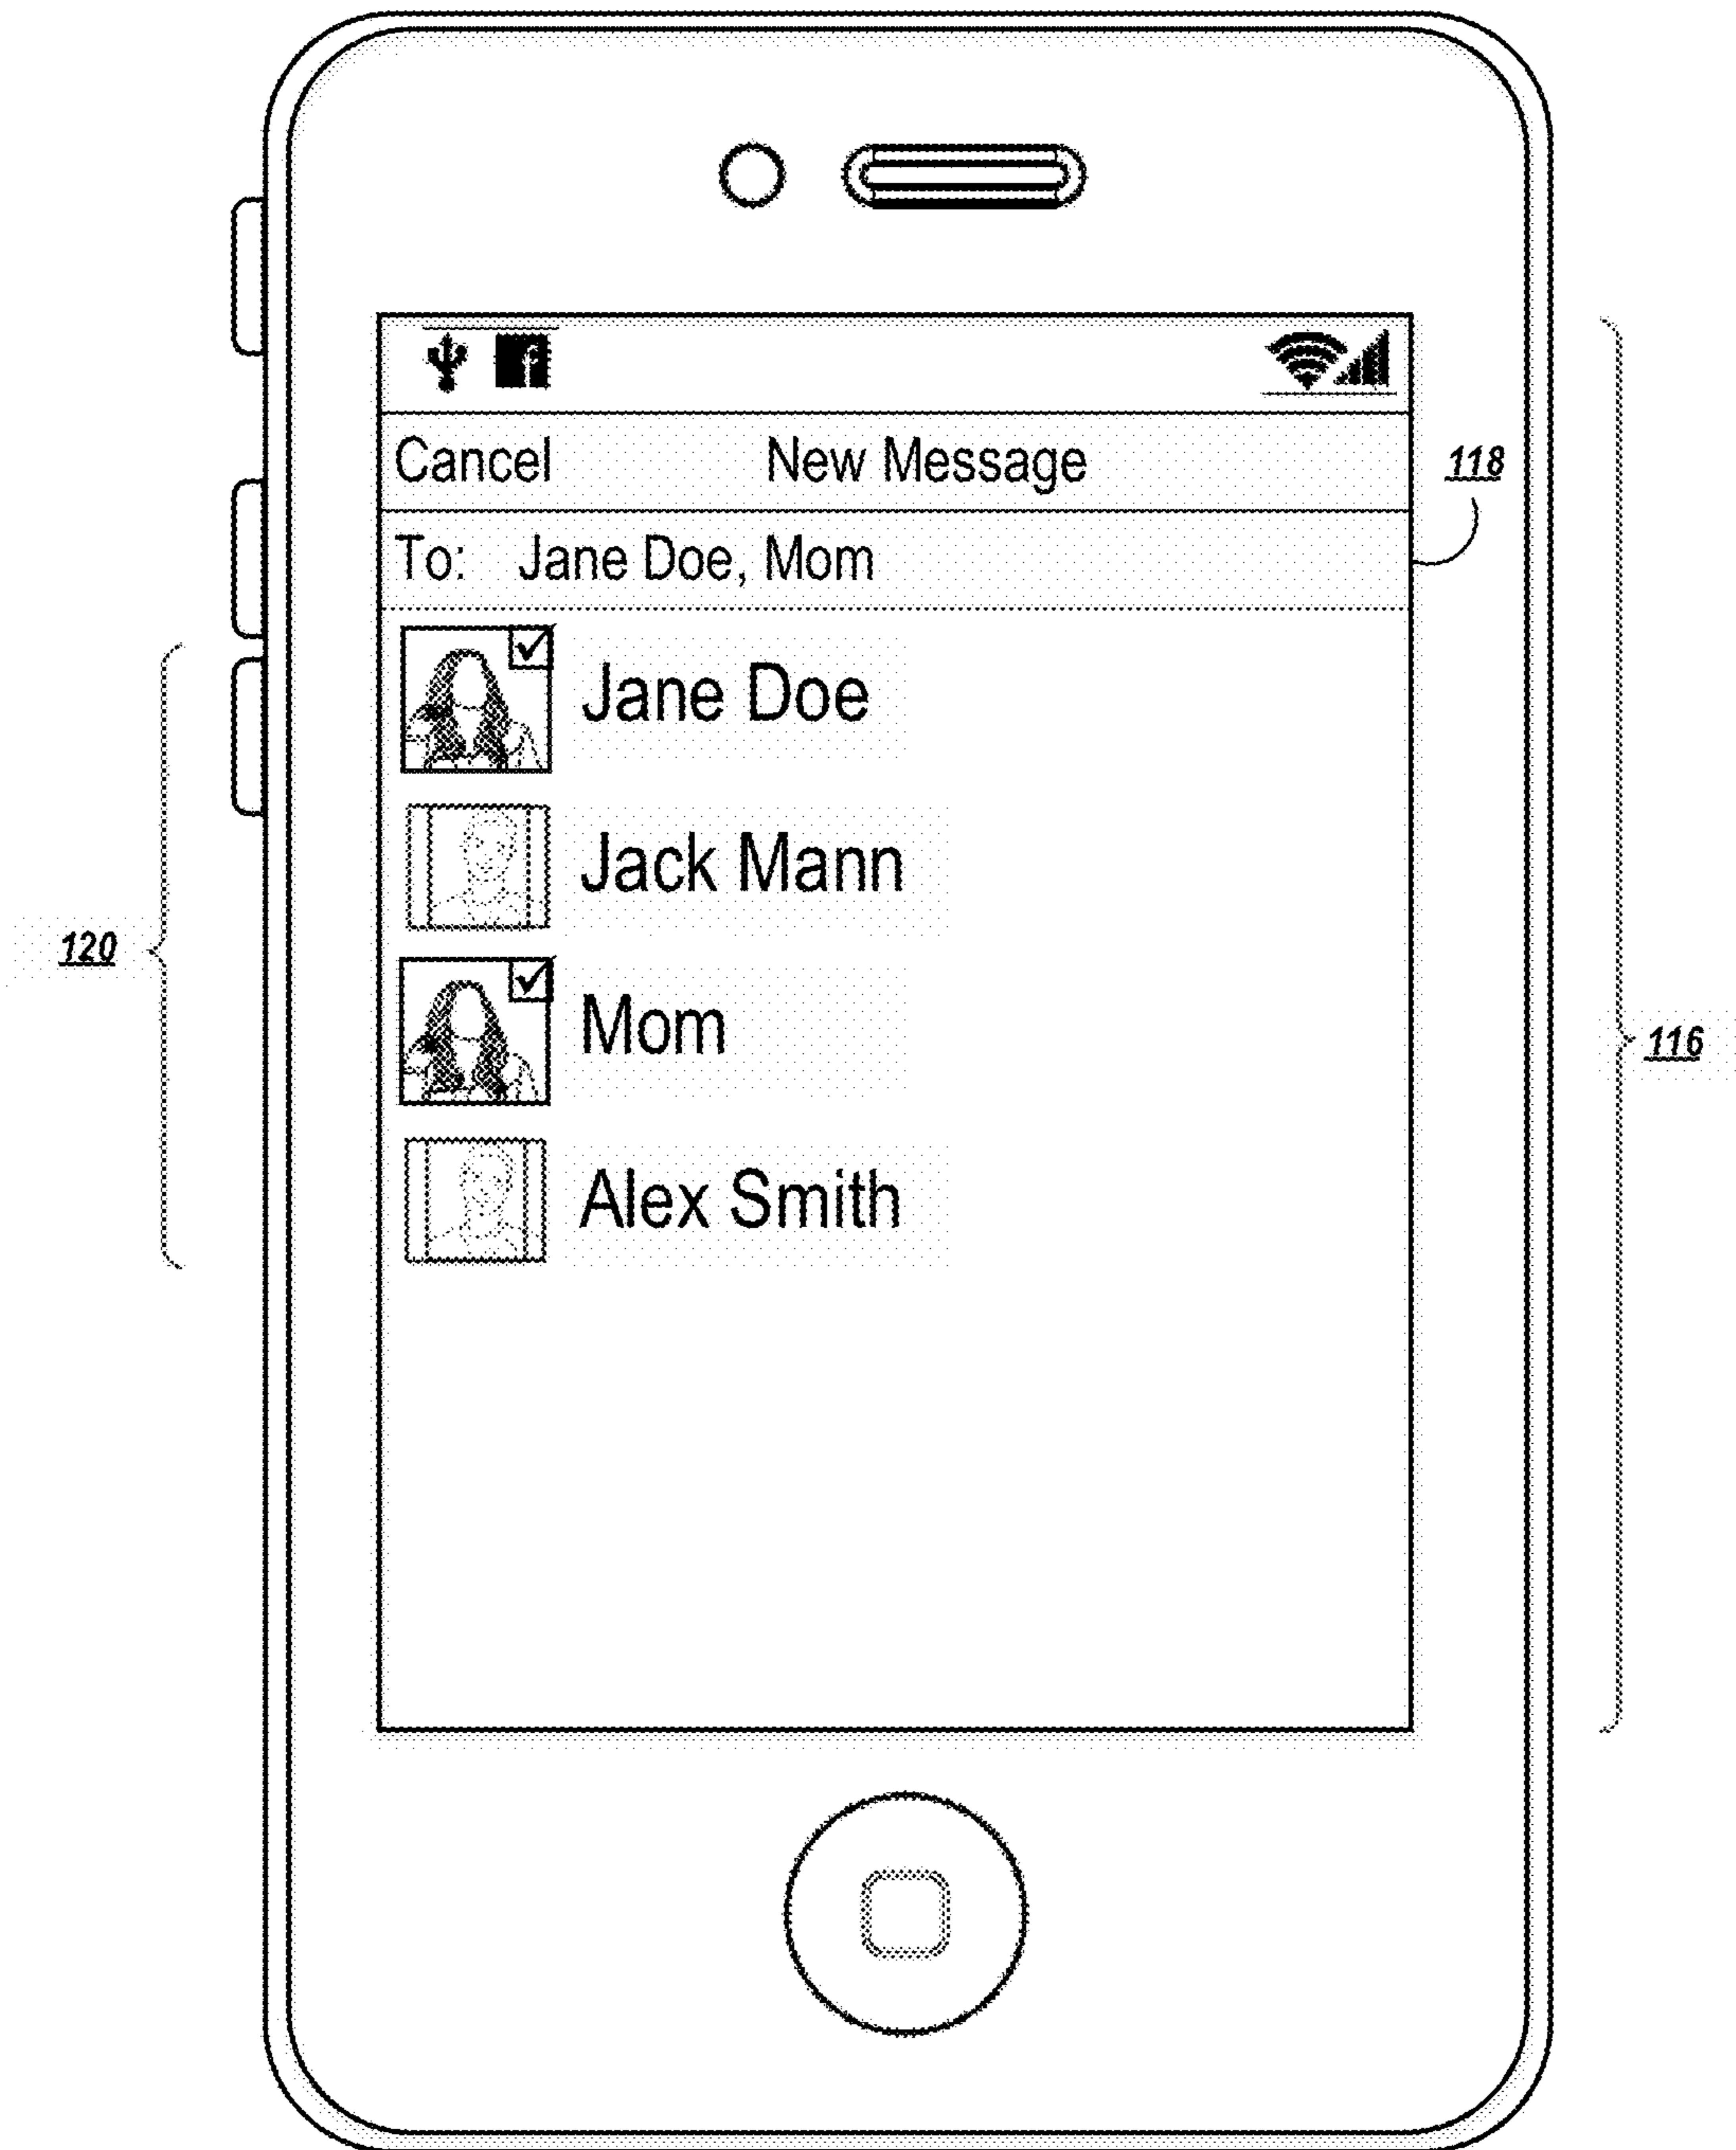 Cancel New Message
118
To: Jane Doe, Mom
Jane Doe
Jack Mann
120
Mom
116
Alex Smith